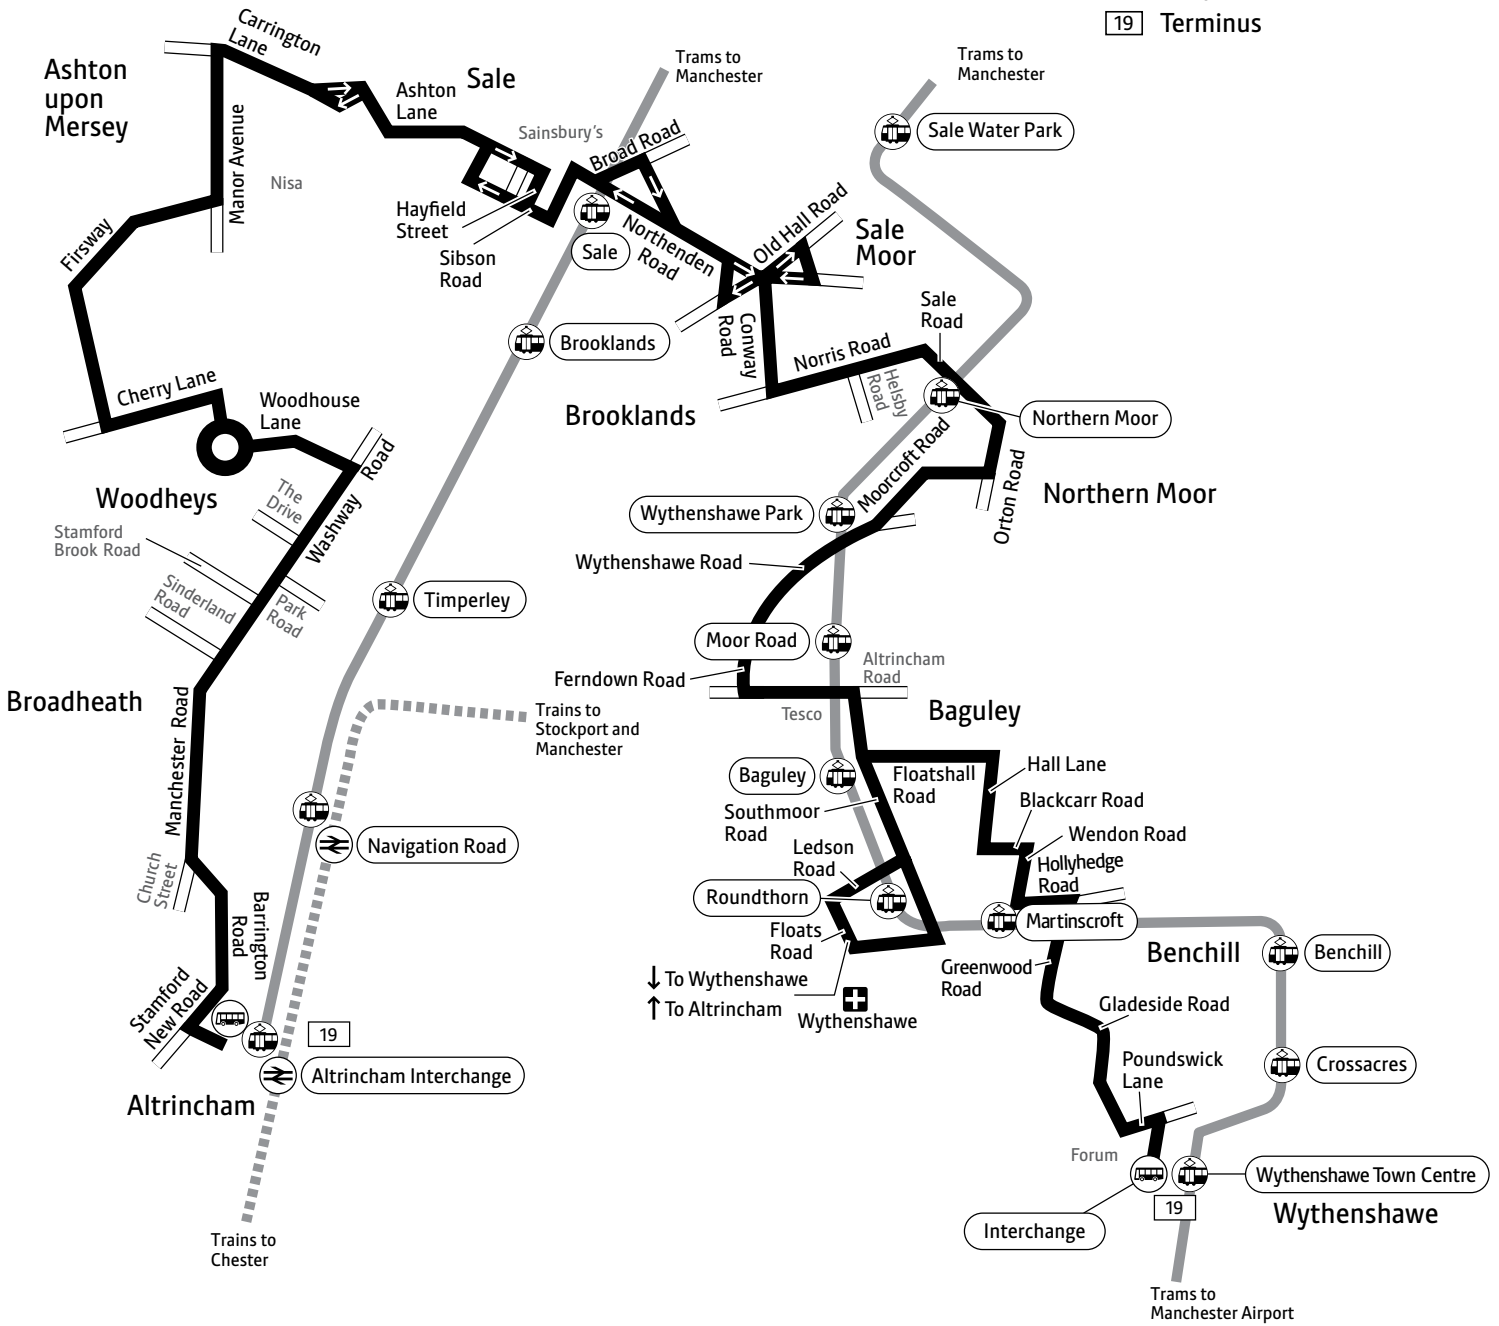 19 Terminus
Carrington
Lane
Ashton
upon
Mersey
Sale
Ashton
Lane
Trams to
Manchester
Trams to
Manchester
Sale Water Park
Sainsbury's
Broad Road
Manor Avenue
Nisa
Firsway
Hayfield
Street
Sibson
Road
Sale
Northenden
Road
Old Hall Road
Sale
Moor
Brooklands
Conway
Road
Sale
Road
Norris Road
Helsby
Road
Cherry Lane
Woodhouse
Lane
Brooklands
Northern Moor
Moorcroft Road
Orton Road
Northern Moor
Woodheys
The
Drive
Washway Road
Stamford
Brook Road
Sinderland
Road
Park
Road
Wythenshawe Park
Wythenshawe Road
Timperley
Moor Road
Altrincham
Road
Ferndown Road
Broadheath
Manchester Road
Trains to
Stockport and
Manchester
Tesco
Baguley
Baguley
Floatshall
Road
Hall Lane
Blackcarr Road
Southmoor
Road
Wendon Road
Navigation Road
Ledson
Road
Hollyhedge
Road
Church
Street
Roundthorn
Martinscroft
Barrington
Road
Floats
Road
Benchill
Benchill
Greenwood
Road
↓ To Wythenshawe
↑ To Altrincham
Wythenshawe
Gladeside Road
Stamford
New Road
19
Altrincham Interchange
Altrincham
Poundswick
Lane
Crossacres
Forum
Wythenshawe Town Centre
19
Wythenshawe
Interchange
Trains to
Chester
Trams to
Manchester Airport